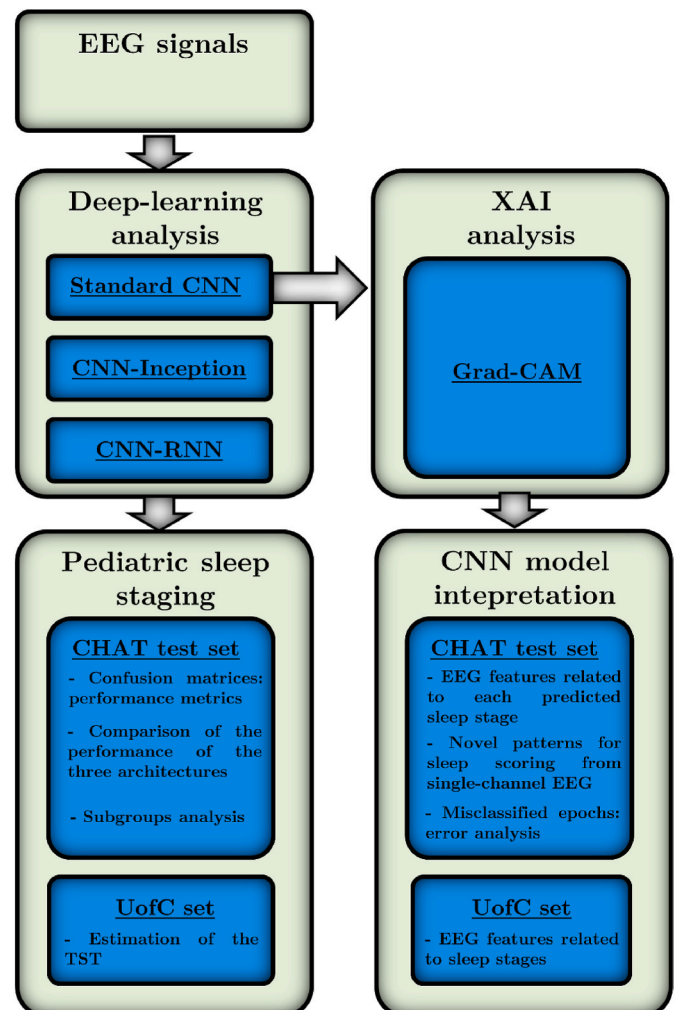 EEG signals
Deep-learning
analysis
Standard CNN
CNN-Inception
CNN-RNN
XAI
analysis
Grad-CAM
Pediatric sleep
staging
CHAT test set
- Confusion matrices:
performance metrics
- Comparison of the
performance of the
three architectures
- Subgroups analysis
UofC set
- Estimation of the
TST
CNN model
intepretation
CHAT test set
- EEG features related
to each predicted
sleep stage
- Novel patterns for
sleep scoring from
single-channel EEG
- Misclassified epochs:
error analysis
UofC set
- EEG features related
to sleep stages